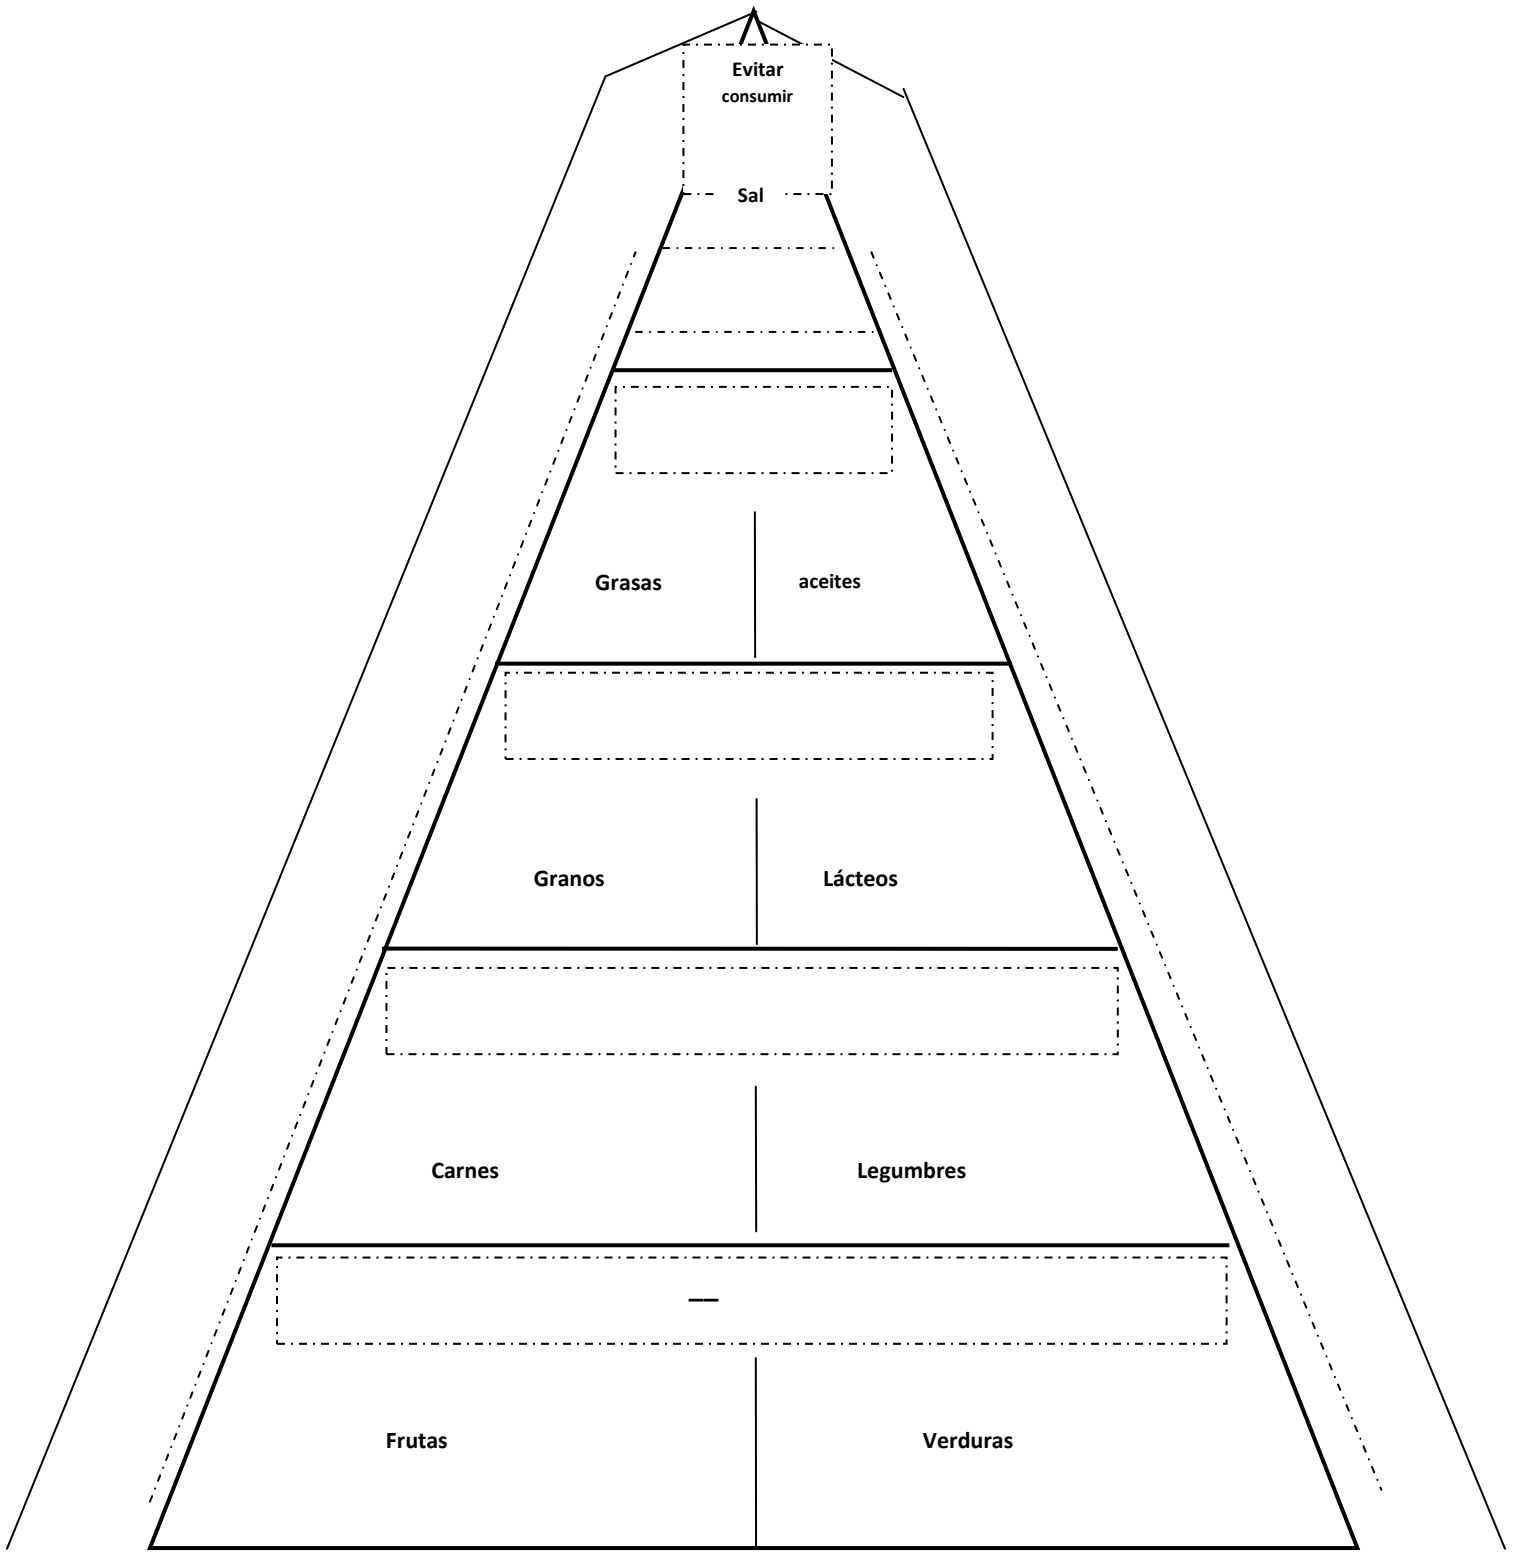 Evitar
consumir
Sal
Grasas
aceites
Granos
Lácteos
Carnes
Legumbres
Frutas
Verduras